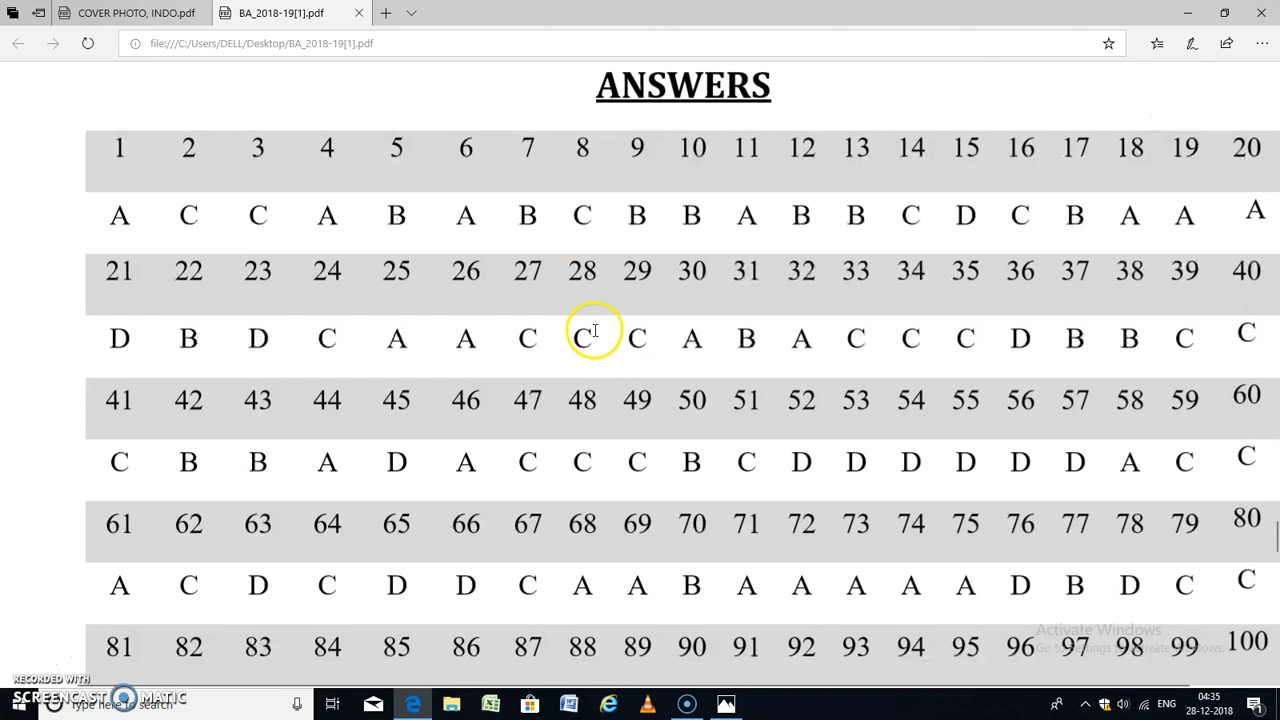 COVER PHOTO, INDO.pdf
BA_2018-19[1].pdf
file:///C:/Users/DELL/Desktop/BA_2018-19[1].pdf
ANSWERS
1 2 3 4 5 6 7 8 9 10 11 12 13 14 15 16 17 18 19 20
A C C A B A B C B B A B B C D C B A A A
21 22 23 24 25 26 27 28 29 30 31 32 33 34 35 36 37 38 39 40
D B D C A A C C C A B A C C C D B B C C
41 42 43 44 45 46 47 48 49 50 51 52 53 54 55 56 57 58 59 60
C B B A D A C C C B C D D D D D D A C C
61 62 63 64 65 66 67 68 69 70 71 72 73 74 75 76 77 78 79 80
A C D C D D C A A B A A A A A D B D C C
81 82 83 84 85 86 87 88 89 90 91 92 93 94 95 96 97 98 99 100
Activate Windows
Go to Settings to activate Windows.
RECORDED WITH
SCREENCAST MATIC
Type here to search
ENG
04:35
28-12-2018